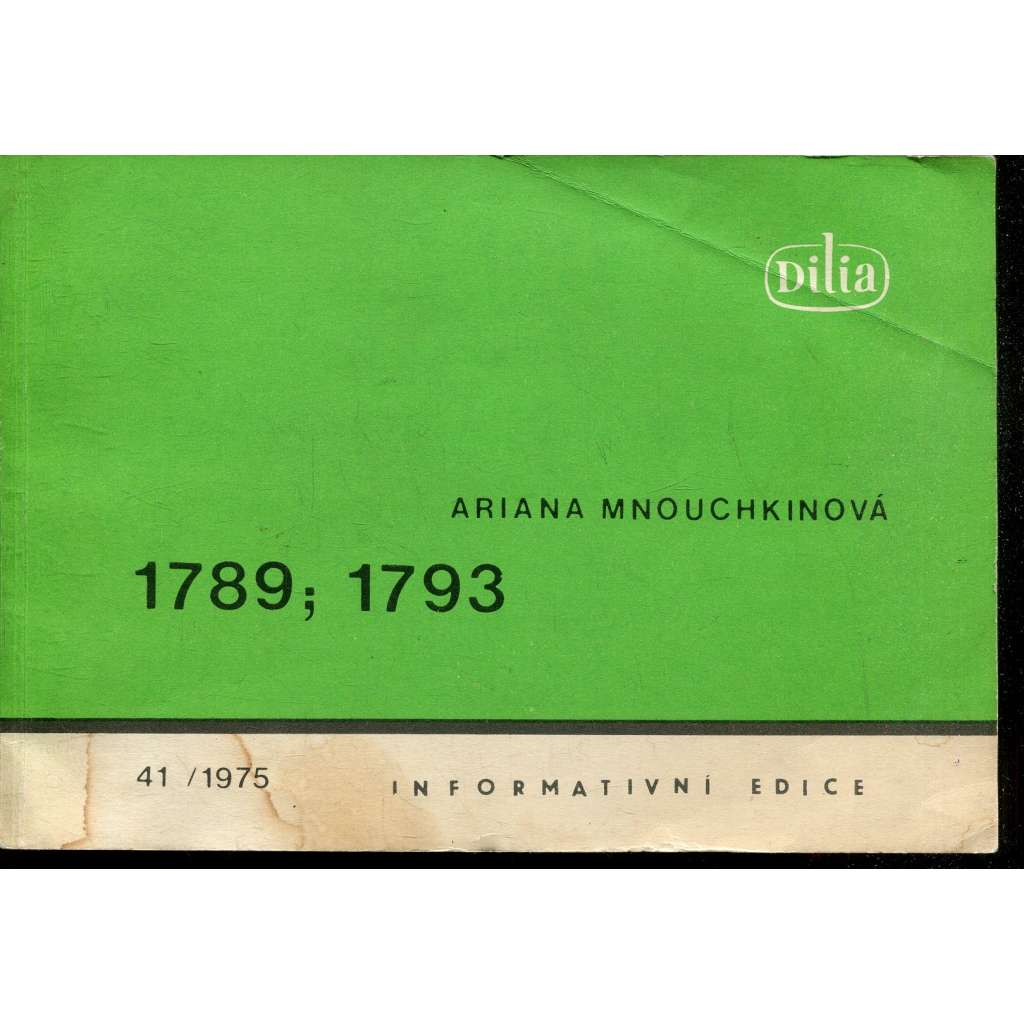 Dilia
ARIANA MNOUCHKINOVÁ
1789; 1793
41 /1975
INFORMATIVNÍ EDICE